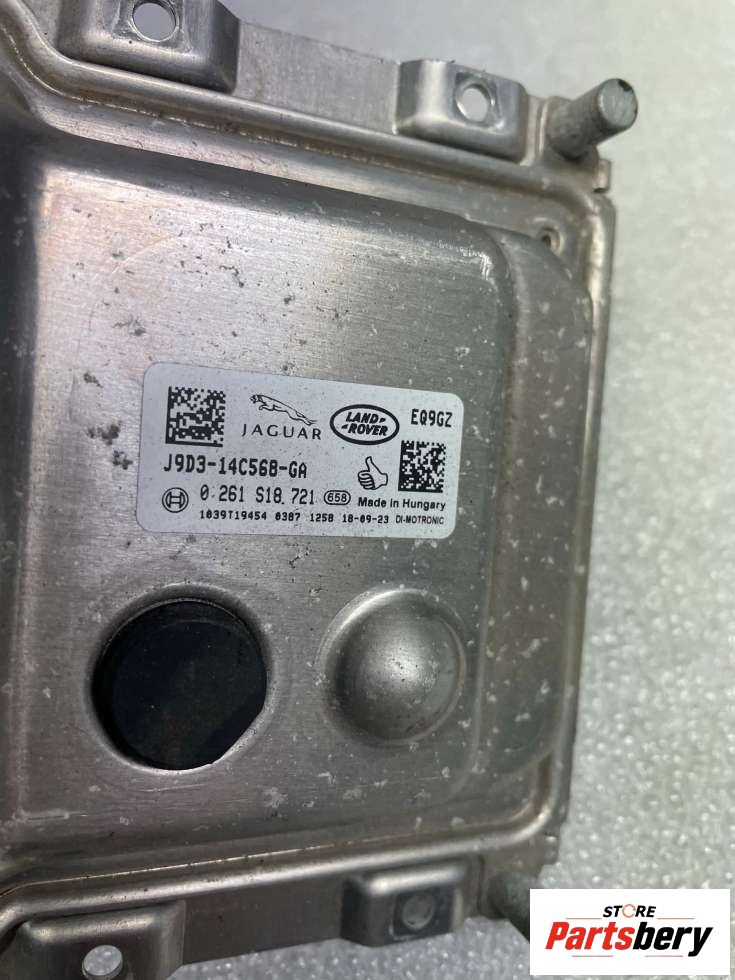 JAGUAR
LAND ROVER
EQ9GZ
J9D3-14C568-GA
0 261 S18 721 658 Made in Hungary
1039T19454 0387 1258 18-09-23 DI-MOTRONIC
STORE
Partsbery